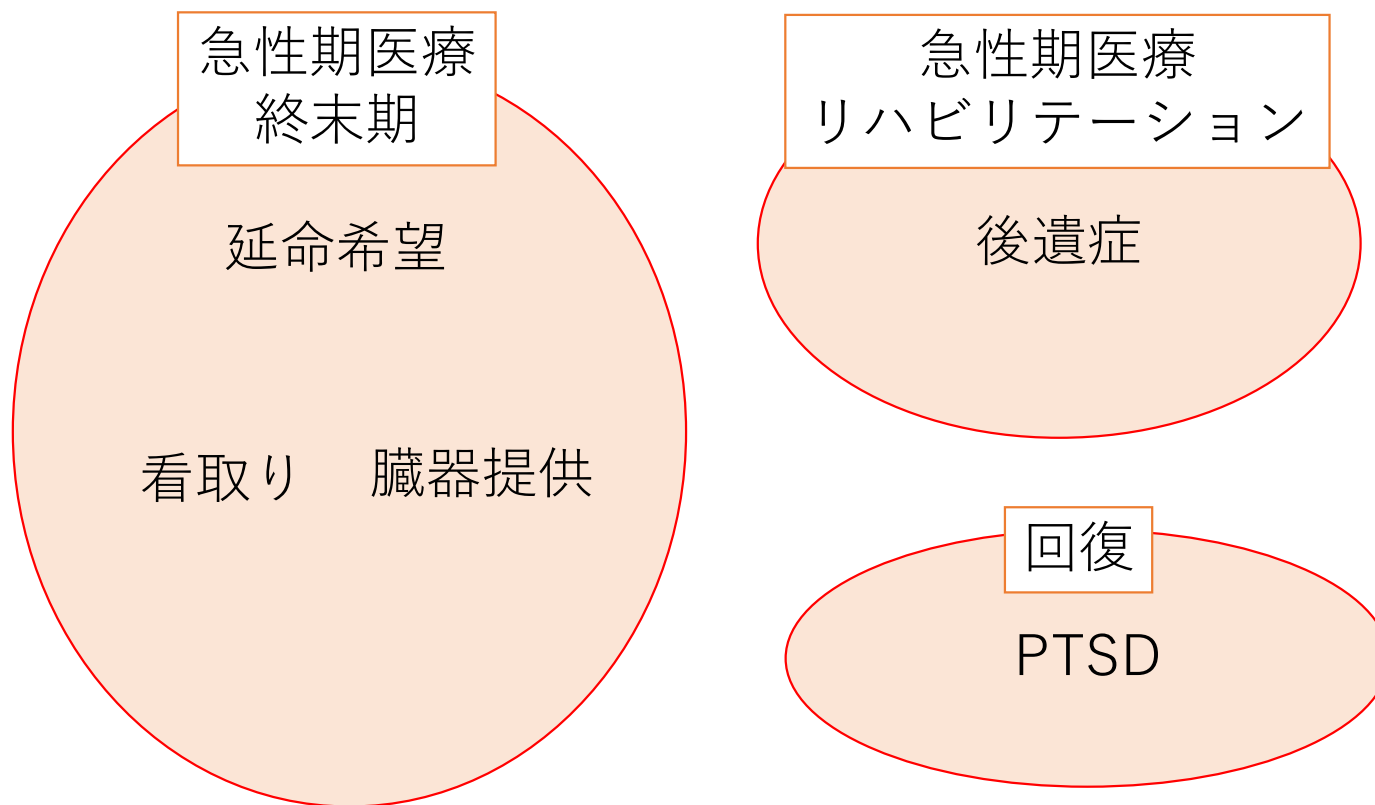 急性期医療
終末期
延命希望
看取り 臓器提供
急性期医療
リハビリテーション
後遺症
回復
PTSD